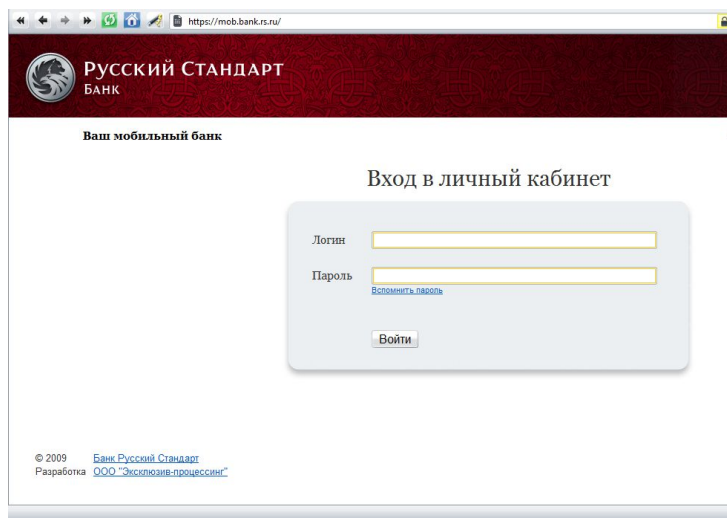 https://mob.bank.rs.ru/
Русский Стандарт
Банк
Ваш мобильный банк
Вход в личный кабинет
Логин
Пароль
Вспомнить пароль
Войти
© 2009 Банк Русский Стандарт
Разработка ООО "Эксклюзив-процессинг"